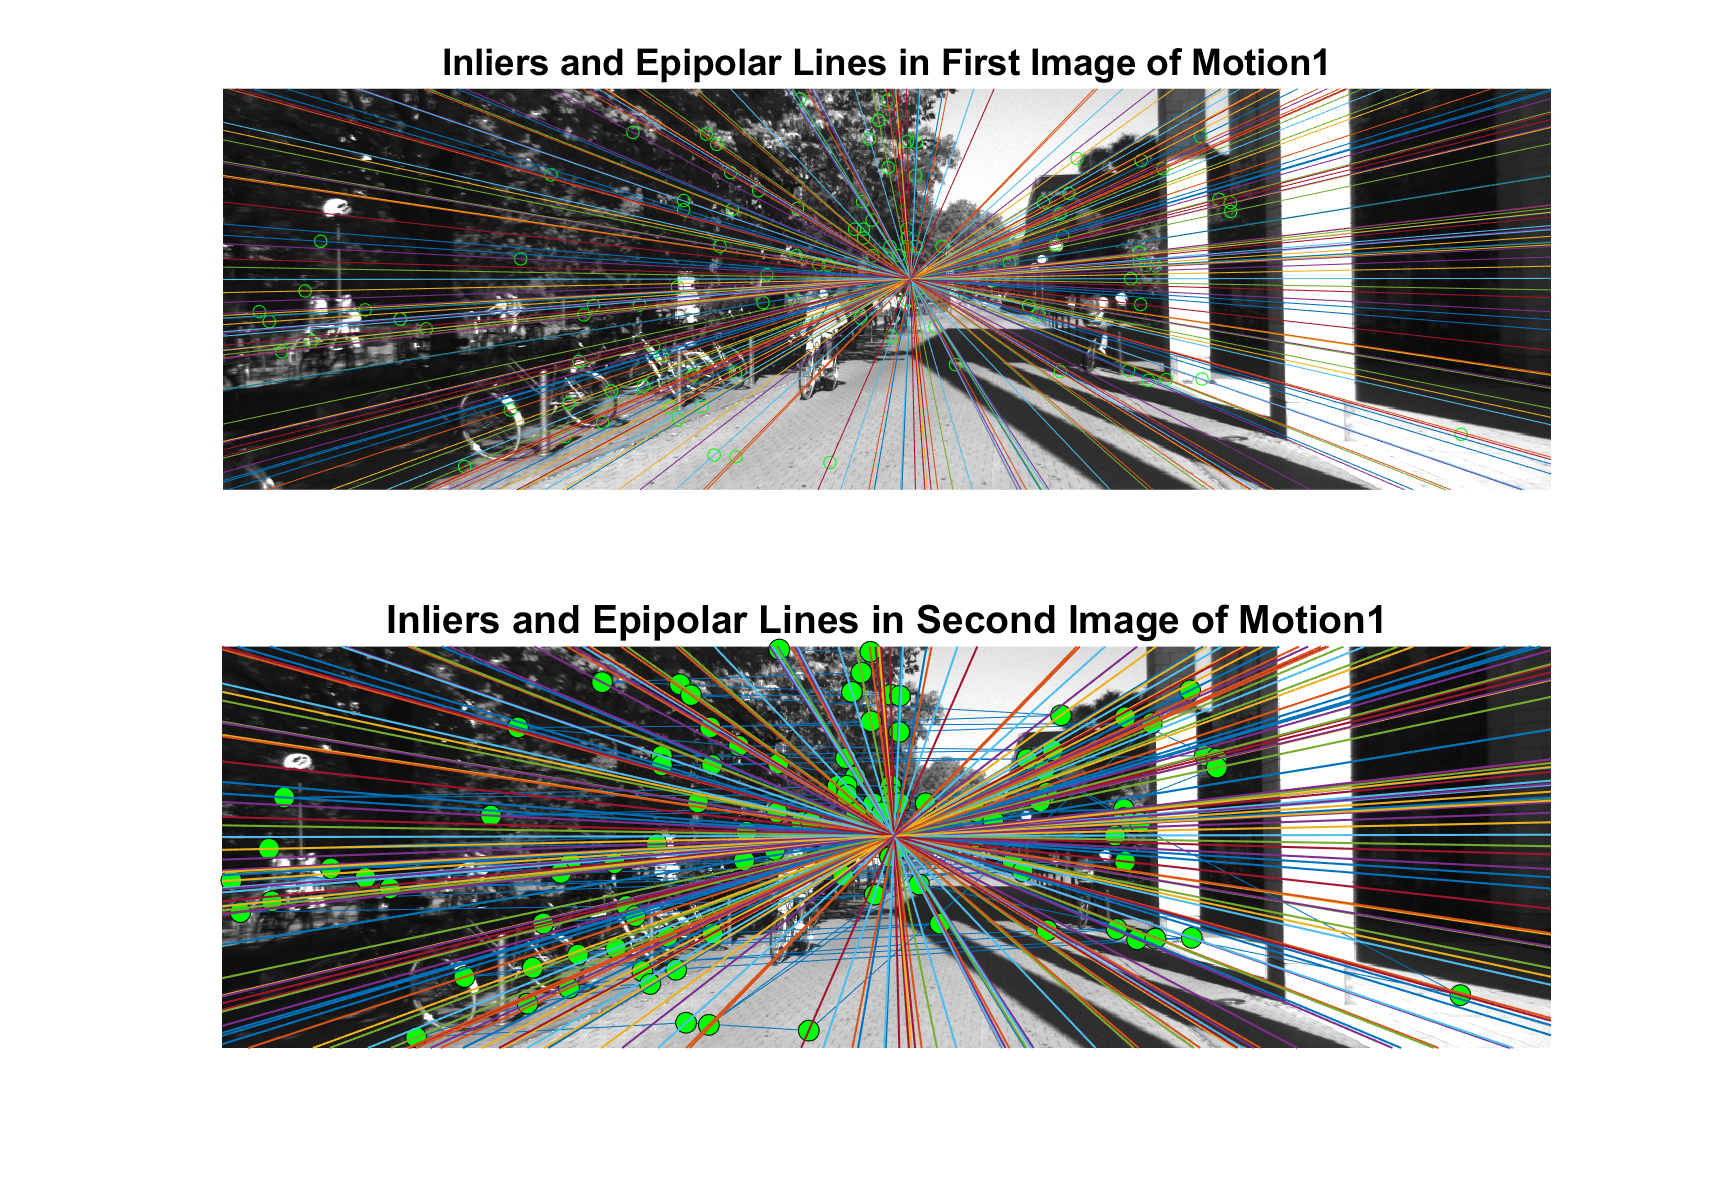 Inliers and Epipolar Lines in First Image of Motion1
Inliers and Epipolar Lines in Second Image of Motion1